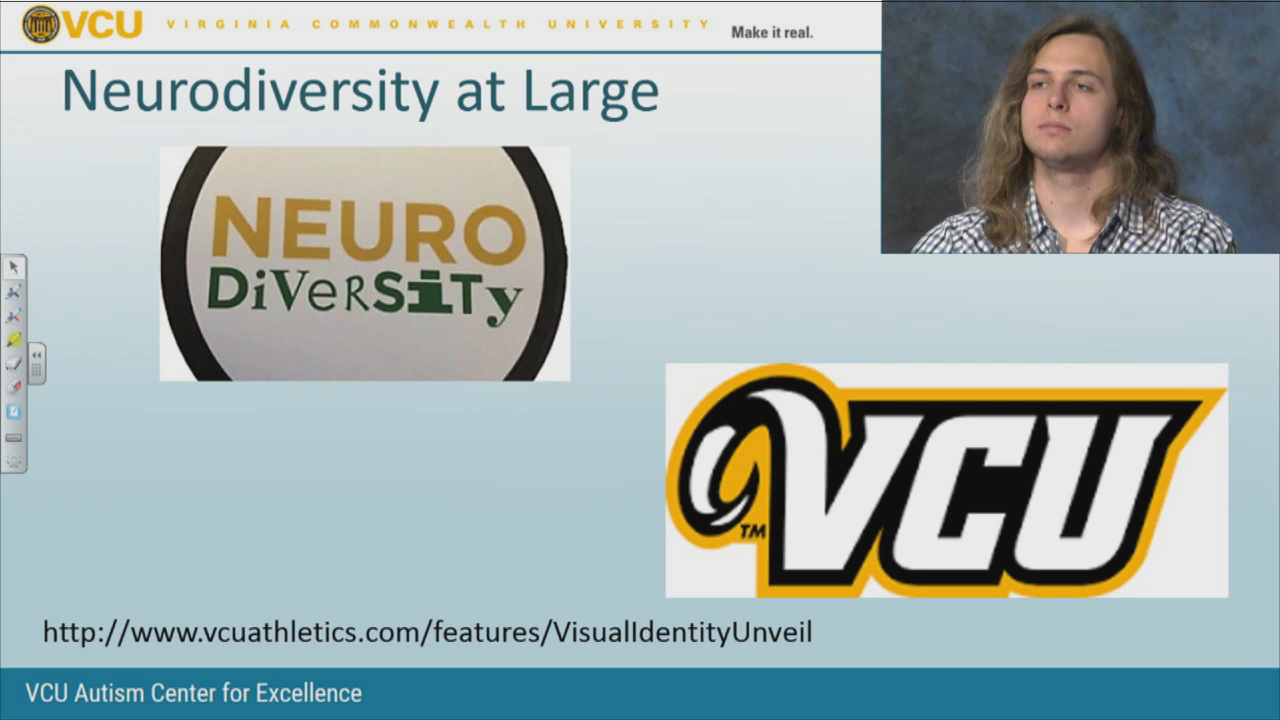 VCU VIRGINIA COMMONWEALTH UNIVERSITY Make it real.
Neurodiversity at Large
NEURO
DiVeRSiTy
VCU
TM
http://www.vcuathletics.com/features/VisualIdentityUnveil
VCU Autism Center for Excellence